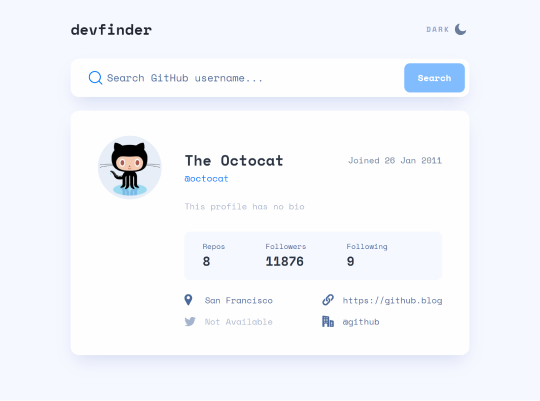 devfinder
DARK
Search GitHub username...
Search
The Octocat
Joined 26 Jan 2011
@octocat
This profile has no bio
Repos
Followers
Following
8
11876
9
San Francisco
https://github.blog
Not Available
@github